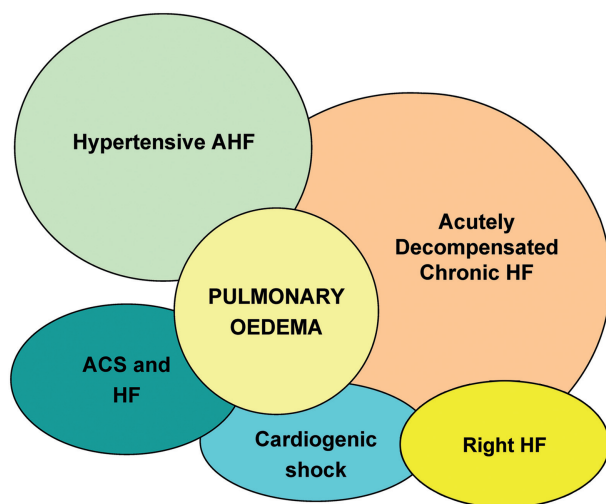 Hypertensive AHF
Acutely
Decompensated
Chronic HF
PULMONARY
OEDEMA
ACS and
HF
Cardiogenic
shock
Right HF